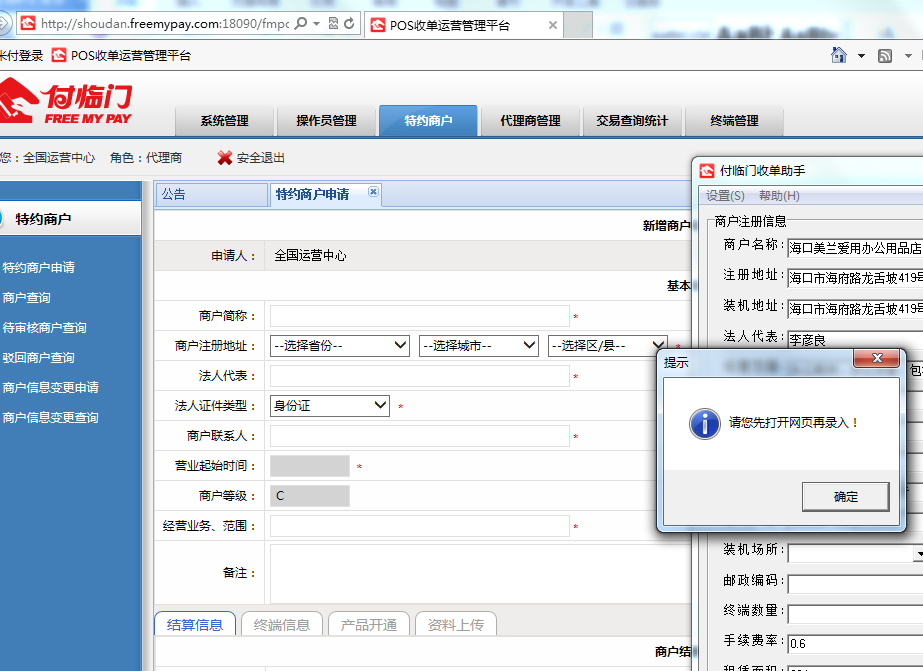 http://shoudan.freemypay.com:18090/fmpc
POS收单运营管理平台
付登录 POS收单运营管理平台
付临门
FREE MY PAY
系统管理 操作员管理 特约商户 代理商管理 交易查询统计 终端管理
您：全国运营中心 角色：代理商 安全退出
特约商户
特约商户申请
商户查询
待审核商户查询
驳回商户查询
商户信息变更申请
商户信息变更查询
公告 特约商户申请
新增商户
申请人： 全国运营中心
基本
商户简称： *
商户注册地址： --选择省份-- --选择城市-- --选择区/县-- *
法人代表： *
法人证件类型： 身份证 *
商户联系人： *
营业起始时间： *
商户等级： C
经营业务、范围： *
备注：
结算信息 终端信息 产品开通 资料上传
商户结
付临门收单助手
设置(S) 帮助(H)
商户注册信息
商户名称： 海口美兰爱用办公用品店
注册地址： 海口市海府路龙舌坡419号
装机地址： 海口市海府路龙舌坡419号
法人代表： 李彦良
包
提示
请您先打开网页再录入！
确定
装机场所：
邮政编码：
终端数量：
手续费率： 0.6
租赁面积：